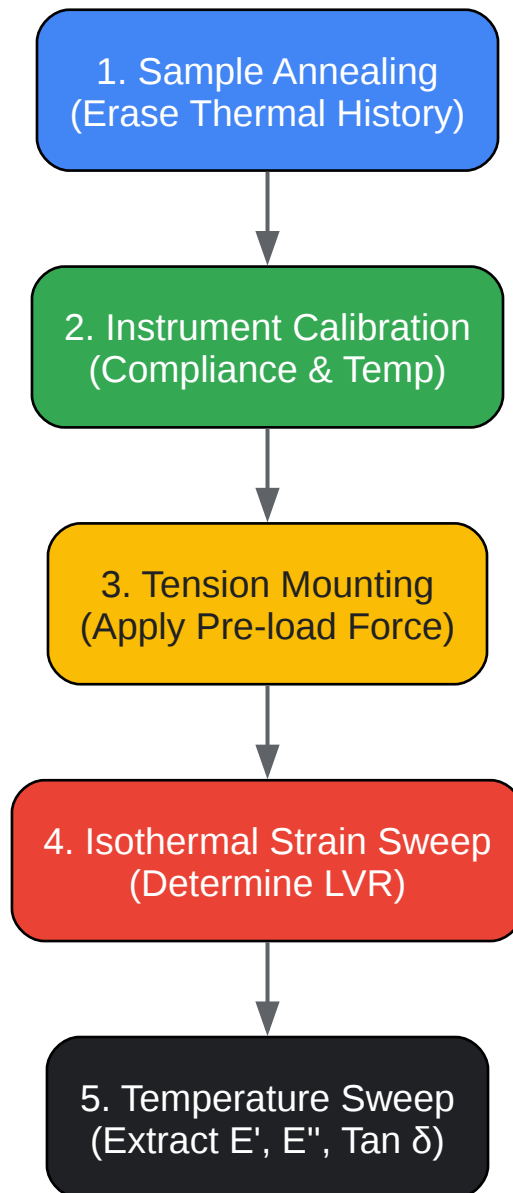 1. Sample Annealing
(Erase Thermal History)
2. Instrument Calibration
(Compliance & Temp)
3. Tension Mounting
(Apply Pre-load Force)
4. Isothermal Strain Sweep
(Determine LVR)
5. Temperature Sweep
(Extract E', E'', Tan δ)